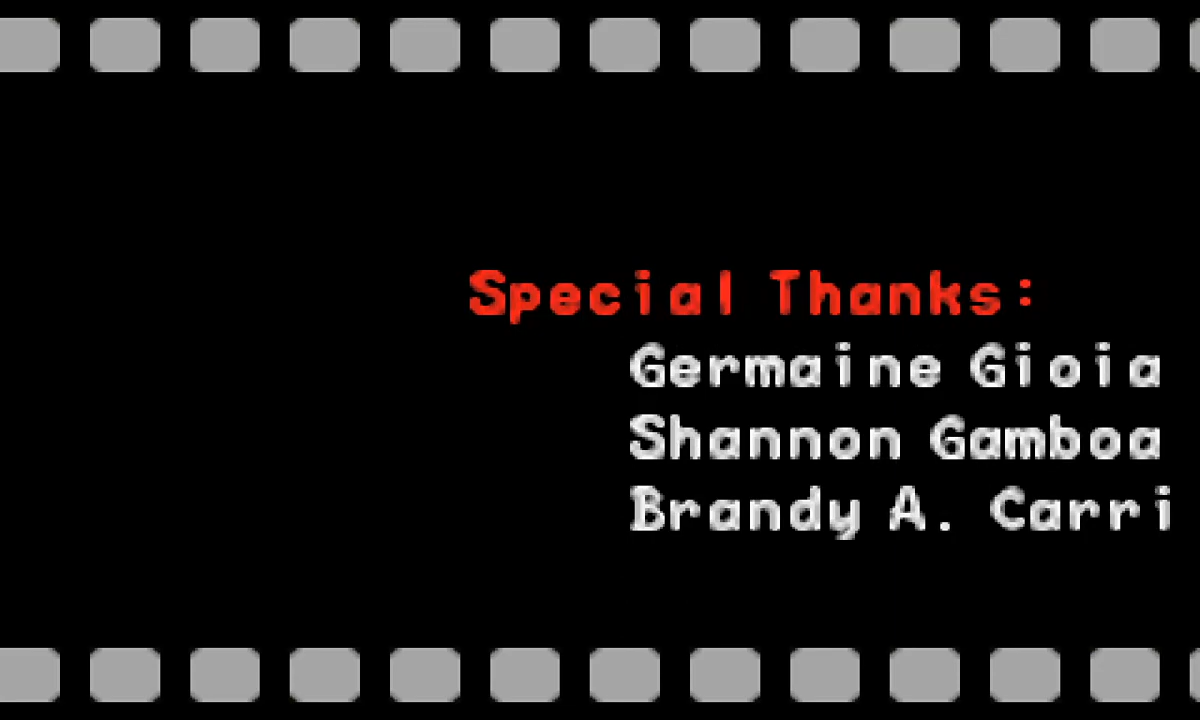 Special Thanks:
Germaine Gioia
Shannon Gamboa
Brandy A. Carri